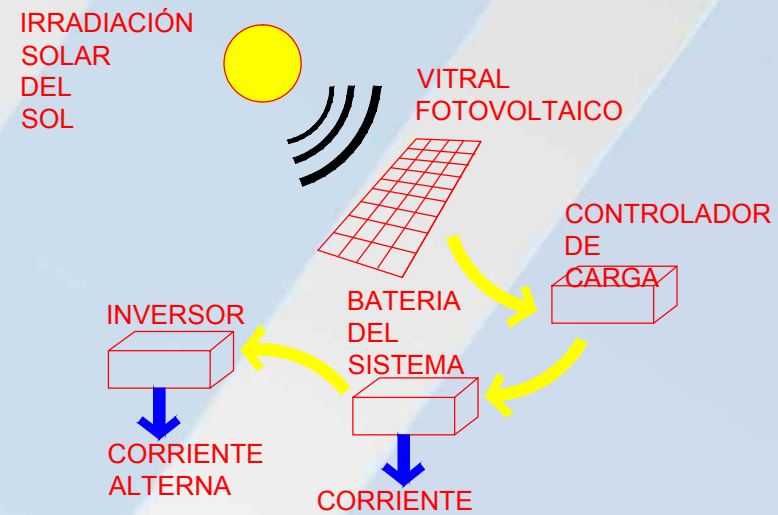 IRRADIACIÓN
SOLAR
DEL
SOL
VITRAL
FOTOVOLTAICO
CONTROLADOR
DE
CARGA
INVERSOR
BATERIA
DEL
SISTEMA
CORRIENTE
ALTERNA
CORRIENTE